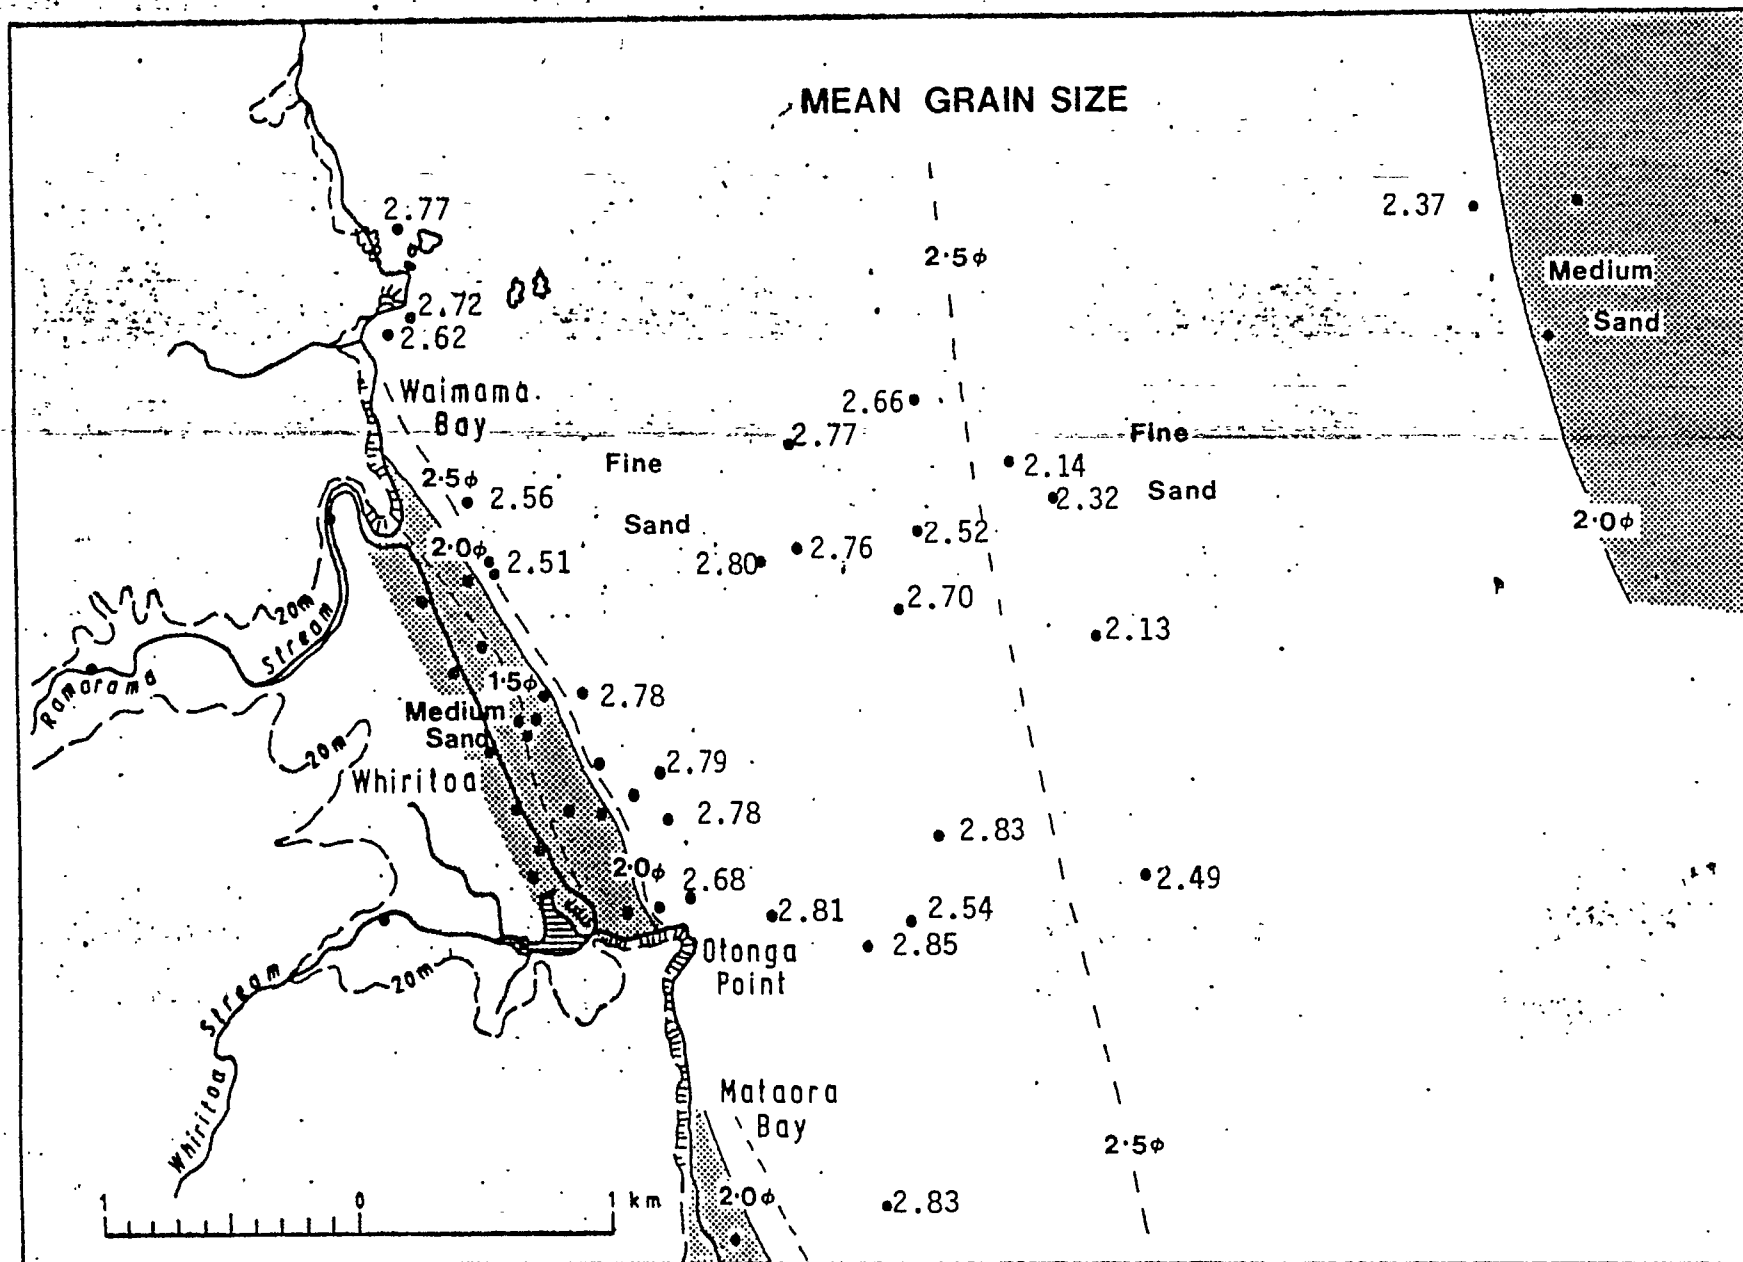 MEAN GRAIN SIZE
2.77
2.37
2·5ϕ
Medium
Sand
2.72
2.62
Waimama
Bay
2.66
2.77
Fine
Sand
Fine
Sand
2.14
2.32
2·5ϕ
2.56
2·0ϕ
2.52
2·0ϕ
2.51
2.80
2.76
2.70
20m
Ramarama Stream
2.13
1·5ϕ
2.78
Medium
Sand
20m
Whiritoa
2.79
2.78
2.83
2·0ϕ
2.68
2.49
2.81
2.54
2.85
Otonga
Point
20m
Whiritoa Stream
Mataora
Bay
2·5ϕ
2·0ϕ
2.83
1 0 1 km